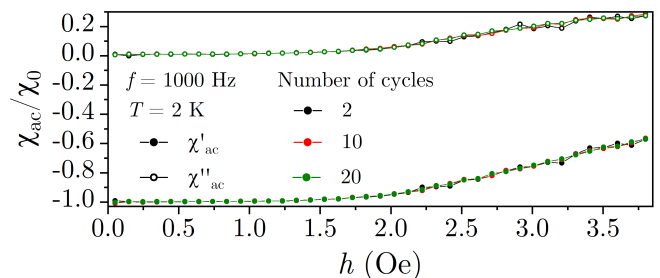 0.2
0.0
-0.2
-0.4
-0.6
-0.8
-1.0
χac/χ0
f = 1000 Hz
Number of cycles
T = 2 K
2
χ'ac
10
χ''ac
20
0.0 0.5 1.0 1.5 2.0 2.5 3.0 3.5
h (Oe)